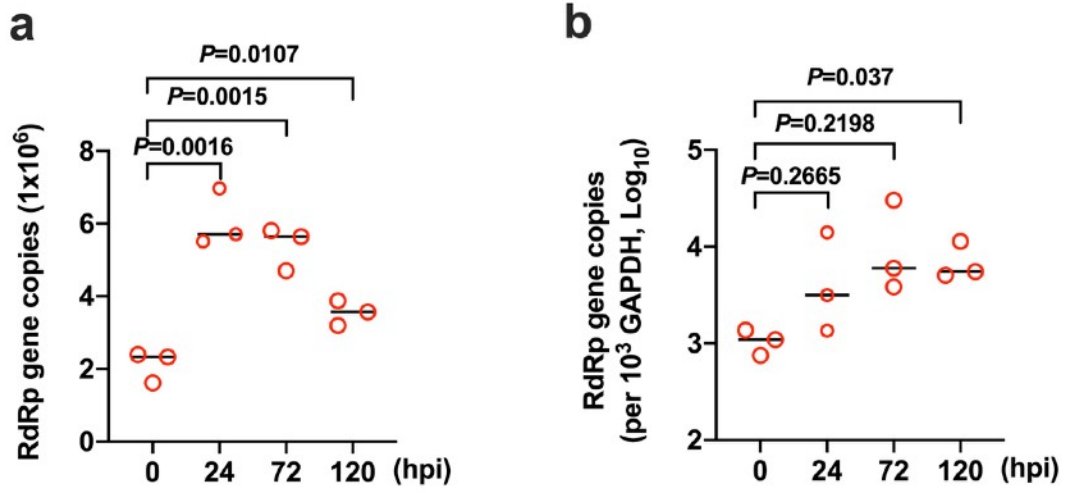 a
P=0.0107
P=0.0015
P=0.0016
RdRp gene copies (1x10⁶)
8
6
4
2
0
0 24 72 120 (hpi)
b
P=0.037
P=0.2198
P=0.2665
RdRp gene copies
(per 10³ GAPDH, Log₁₀)
5
4
3
2
0 24 72 120 (hpi)